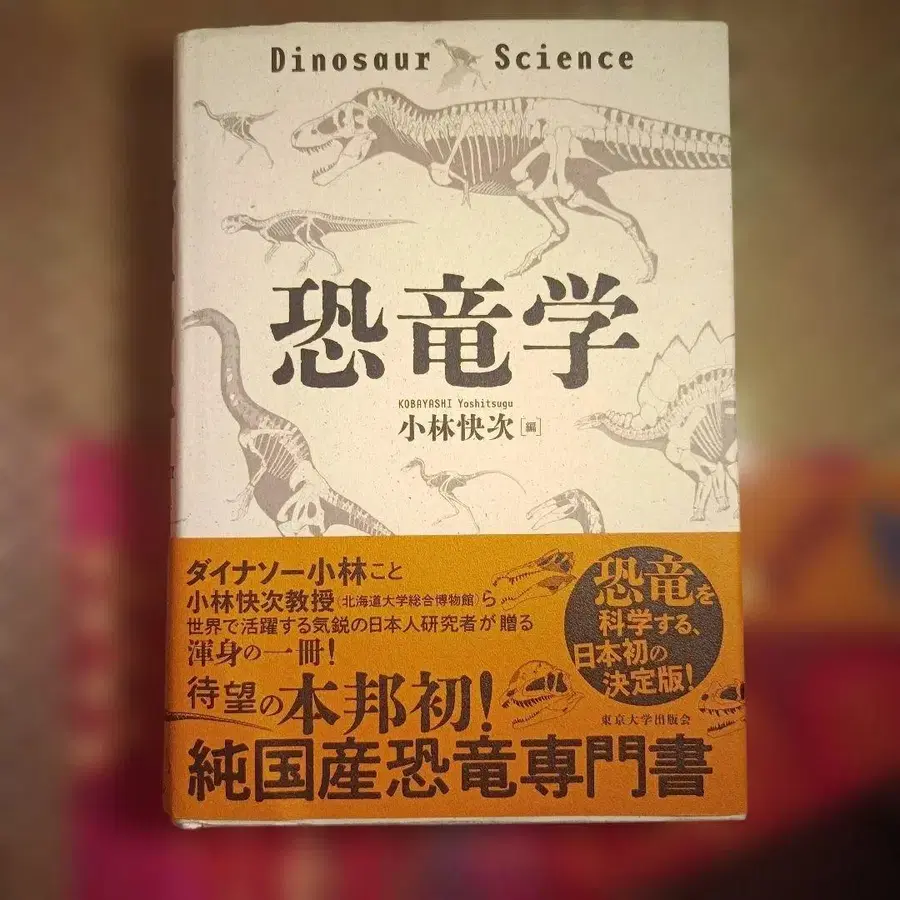 Dinosaur Science
恐竜学
KOBAYASHI Yoshitsugu
小林快次[編]
ダイナソー小林こと
小林快次教授(北海道大学総合博物館)ら
世界で活躍する気鋭の日本人研究者が贈る
渾身の一冊!
待望の本邦初!
純国産恐竜専門書
恐竜を
科学する、
日本初の
決定版!
東京大学出版会